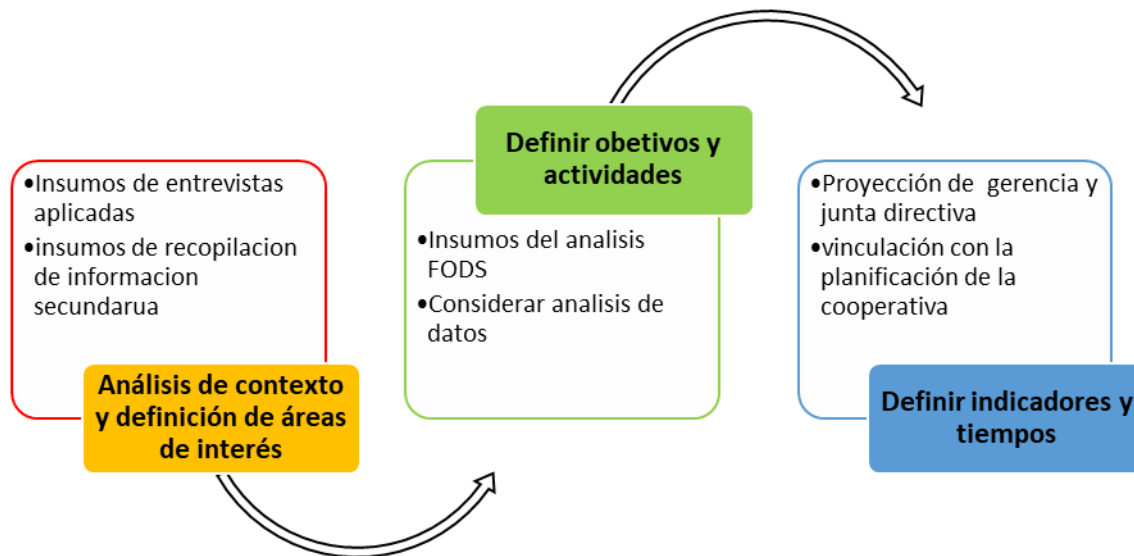 •Insumos de entrevistas
aplicadas
•insumos de recopilacion
de informacion
secundarua
Análisis de contexto
y definición de áreas
de interés
Definir obetivos y
actividades
•Insumos del analisis
FODS
•Considerar analisis de
datos
•Proyección de gerencia y
junta directiva
•vinculación con la
planificación de la
cooperativa
Definir indicadores y
tiempos